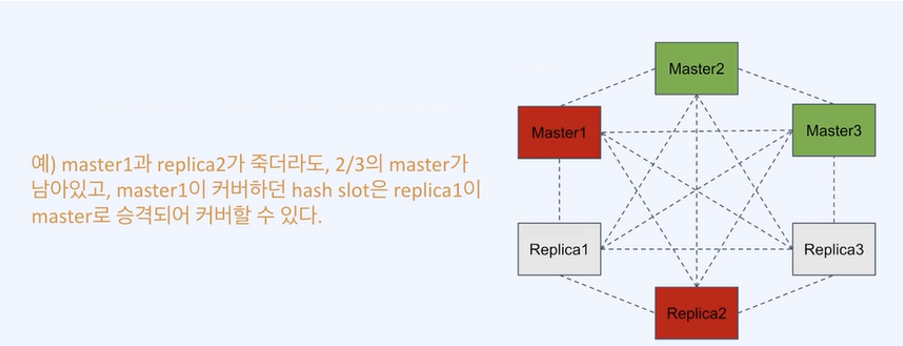 Master2
Master1
Master3
예) master1과 replica2가 죽더라도, 2/3의 master가
남아있고, master1이 커버하던 hash slot은 replica1이
master로 승격되어 커버할 수 있다.
Replica1
Replica3
Replica2